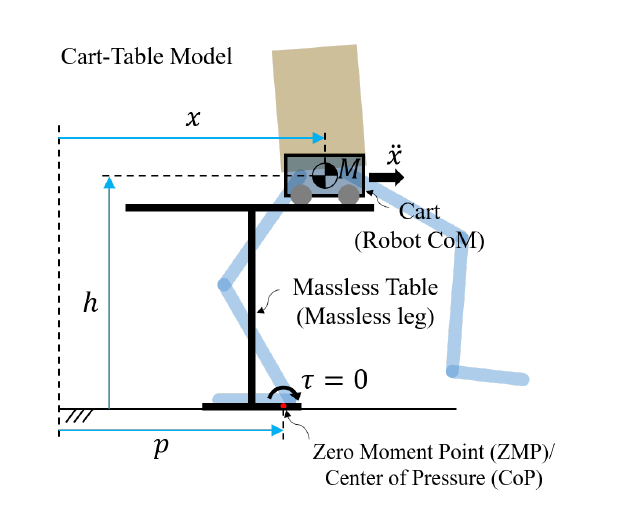 Cart-Table Model
x
M
ẍ
Cart
(Robot CoM)
h
Massless Table
(Massless leg)
τ = 0
p
Zero Moment Point (ZMP)/
Center of Pressure (CoP)